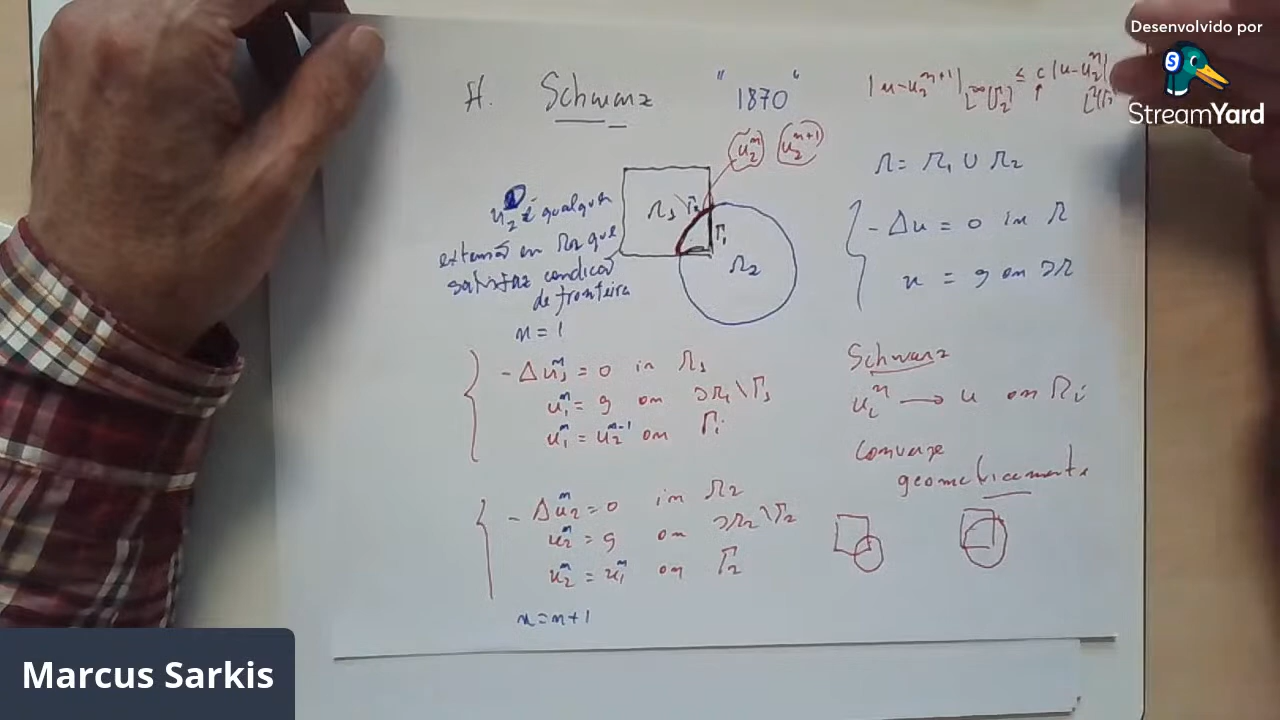 Desenvolvido por
StreamYard
H. Schwarz "1870"
|u-u₂ⁿ⁺¹|_{L^∞(Γ₂)} ≤ c |u-u₂ⁿ|
u₂ⁿ u₂ⁿ⁺¹
Ω₁ Γ₂
Γ₁
Ω₂
u₂⁰ é qualquer
extensão em Ω₂ que
satisfaz condição
de fronteira
Ω = Ω₁ ∪ Ω₂
-Δu = 0 in Ω
u = g on ∂Ω
n = 1
-Δu₁ⁿ = 0 in Ω₁
u₁ⁿ = g on ∂Ω₁\Γ₁
u₁ⁿ = u₂ⁿ⁻¹ on Γ₁
-Δu₂ⁿ = 0 in Ω₂
u₂ⁿ = g on ∂Ω₂\Γ₂
u₂ⁿ = u₁ⁿ on Γ₂
n = n+1
Schwarz
uᵢⁿ → u on Ωᵢ
Converge
geometricamente
Marcus Sarkis